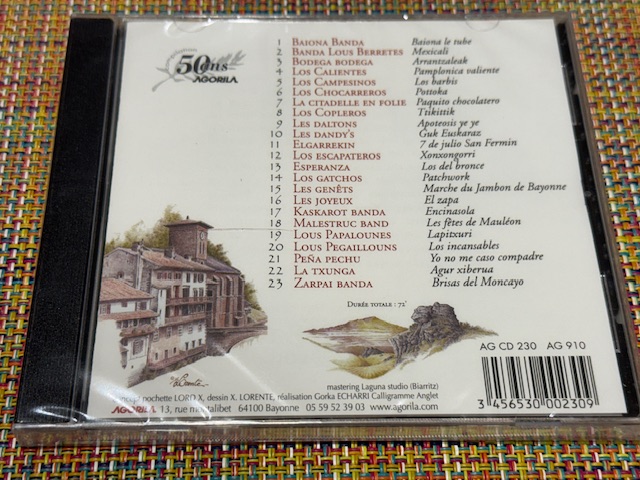 50ans
AGORILA
1 BAIONA BANDA Baiona le tube
2 BANDA LOUS BERRETES Mexicali
3 BODEGA BODEGA Arrantzaleak
4 LOS CALIENTES Pamplonica valiente
5 LOS CAMPESINOS Los barbis
6 LOS CHOCARREROS Pottoka
7 LA CITADELLE EN FOLIE Paquito chocolatero
8 LOS COPLEROS Ttikittik
9 LES DALTONS Apoteosis ye ye
10 LES DANDY'S Guk Euskaraz
11 ELGARREKIN 7 de julio San Fermin
12 LOS ESCAPATEROS Xonxongorri
13 ESPERANZA Los del bronce
14 LOS GATCHOS Patchwork
15 LES GENÊTS Marche du Jambon de Bayonne
16 LES JOYEUX El zapa
17 KASKAROT BANDA Encinasola
18 MALESTRUC BAND Les fêtes de Mauléon
19 LOUS PAPALOUNES Lapitxuri
20 LOUS PEGAILLOUNS Los incansables
21 PEÑA PECHU Yo no me caso compadre
22 LA TXUNGA Agur xiberua
23 ZARPAI BANDA Brisas del Moncayo
DURÉE TOTALE : 72'
AG CD 230 AG 910
mastering Laguna studio (Biarritz)
pochette LORO X, dessin X. LORENTE, réalisation Gorka ECHARRI Calligramme Anglet
AGORILA 13, rue 64100 Bayonne 05 59 52 39 03 www.agorila.com
3 456530 002309